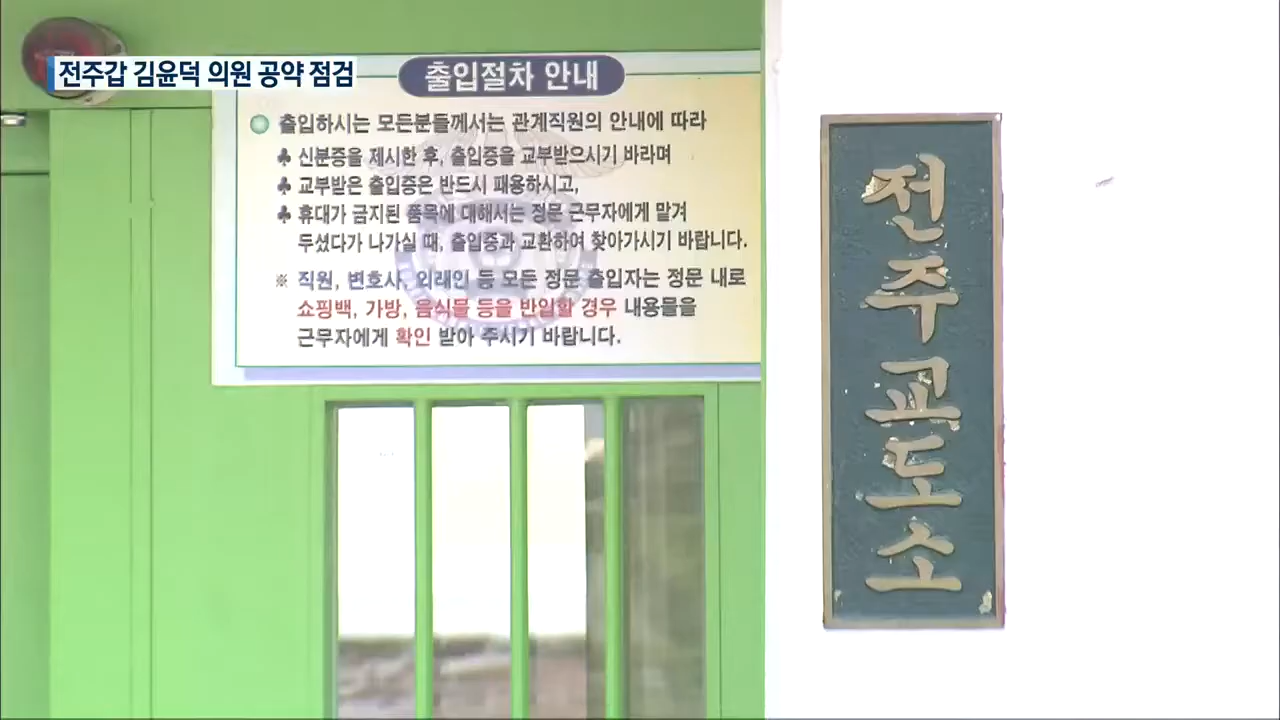 전주갑 김윤덕 의원 공약 점검
출입절차 안내
출입하시는 모든분들께서는 관계직원의 안내에 따라
♣ 신분증을 제시한 후, 출입증을 교부받으시기 바라며
♣ 교부받은 출입증은 반드시 패용하시고,
♣ 휴대가 금지된 품목에 대해서는 정문 근무자에게 맡겨
두셨다가 나가실 때, 출입증과 교환하여 찾아가시기 바랍니다.
※ 직원, 변호사, 외래인 등 모든 정문 출입자는 정문 내로
쇼핑백, 가방, 음식물 등을 반입할 경우 내용물을
근무자에게 확인 받아 주시기 바랍니다.
전주교도소